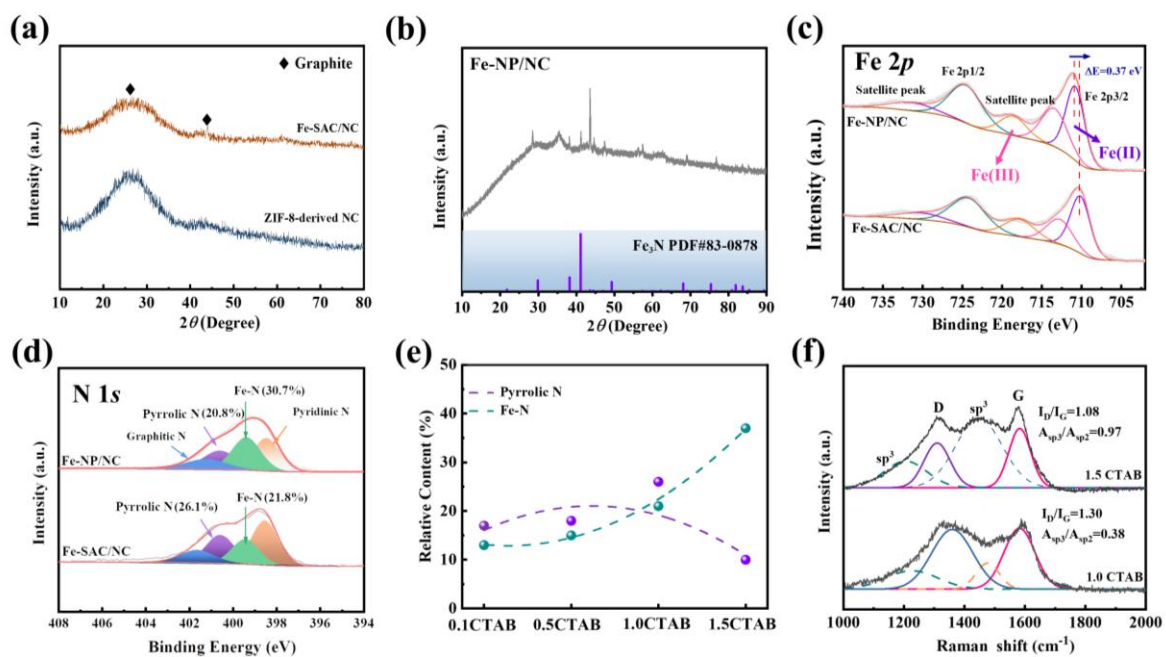 (a)
◆ Graphite
Fe-SAC/NC
ZIF-8-derived NC
Intensity (a.u.)
10 20 30 40 50 60 70 80
2θ (Degree)
(b)
Fe-NP/NC
Fe₃N PDF#83-0878
Intensity (a.u.)
10 20 30 40 50 60 70 80 90
2θ (Degree)
(c)
Fe 2p
ΔE=0.37 eV
Fe 2p1/2
Satellite peak
Satellite peak
Fe 2p3/2
Fe-NP/NC
Fe(II)
Fe(III)
Fe-SAC/NC
Intensity (a.u.)
740 735 730 725 720 715 710 705
Binding Energy (eV)
(d)
N 1s
Fe-N (30.7%)
Pyrrolic N (20.8%)
Pyridinic N
Graphitic N
Fe-NP/NC
Fe-N (21.8%)
Pyrrolic N (26.1%)
Fe-SAC/NC
Intensity (a.u.)
408 406 404 402 400 398 396 394
Binding Energy (eV)
(e)
50
40
30
20
10
0
Pyrrolic N
Fe-N
Relative Content (%)
0.1CTAB 0.5CTAB 1.0CTAB 1.5CTAB
(f)
D
sp³
G
sp³
I_D/I_G=1.08
A_sp3/A_sp2=0.97
1.5 CTAB
I_D/I_G=1.30
A_sp3/A_sp2=0.38
1.0 CTAB
Intensity (a.u.)
1000 1200 1400 1600 1800 2000
Raman shift (cm⁻¹)